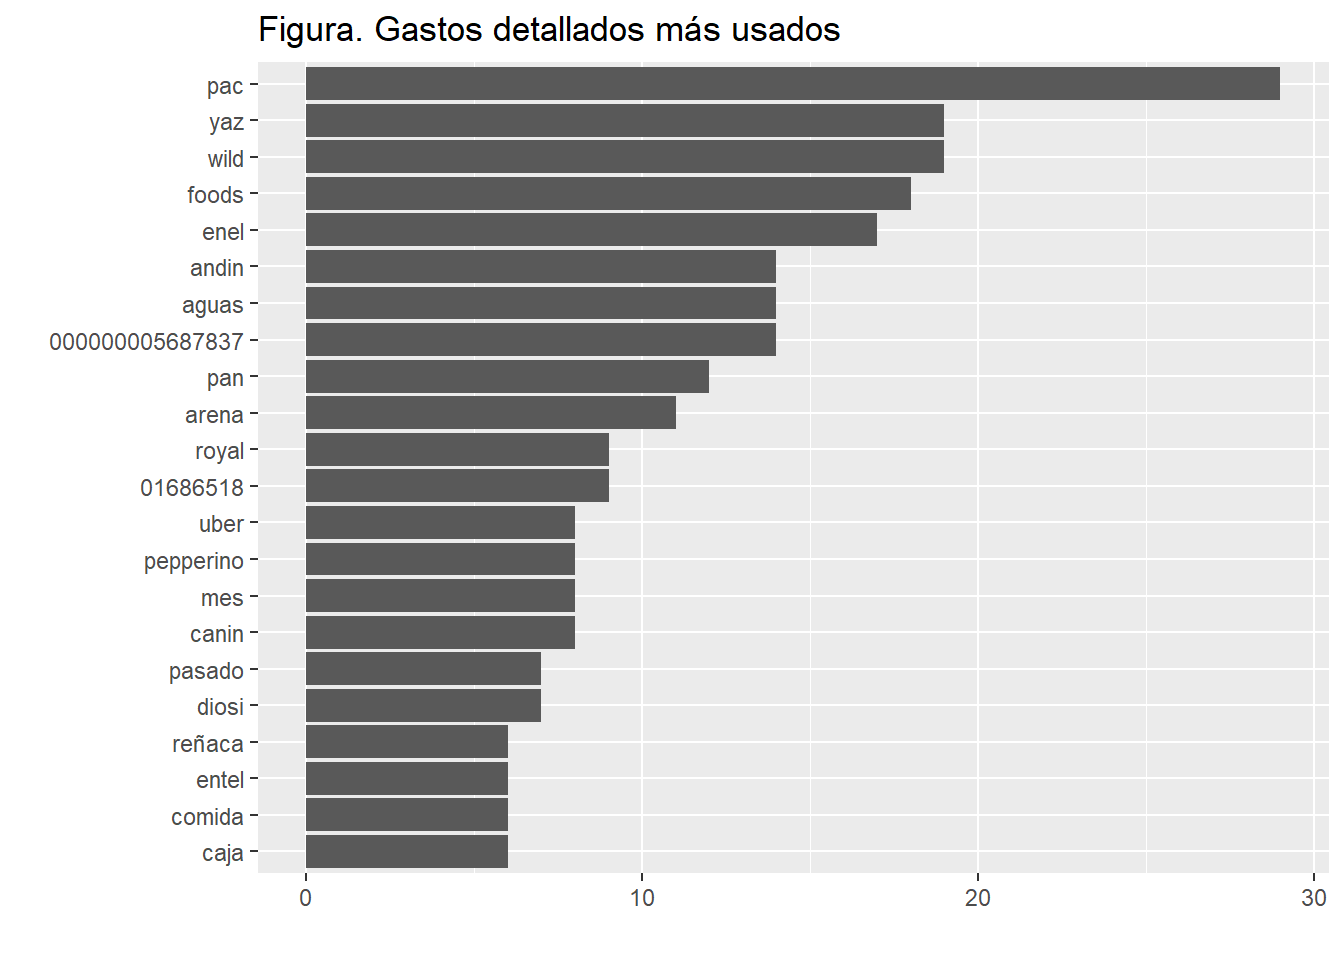 Figura. Gastos detallados más usados
pac
yaz
wild
foods
enel
andin
aguas
000000005687837
pan
arena
royal
01686518
uber
pepperino
mes
canin
pasado
diosi
reñaca
entel
comida
caja
0 10 20 30